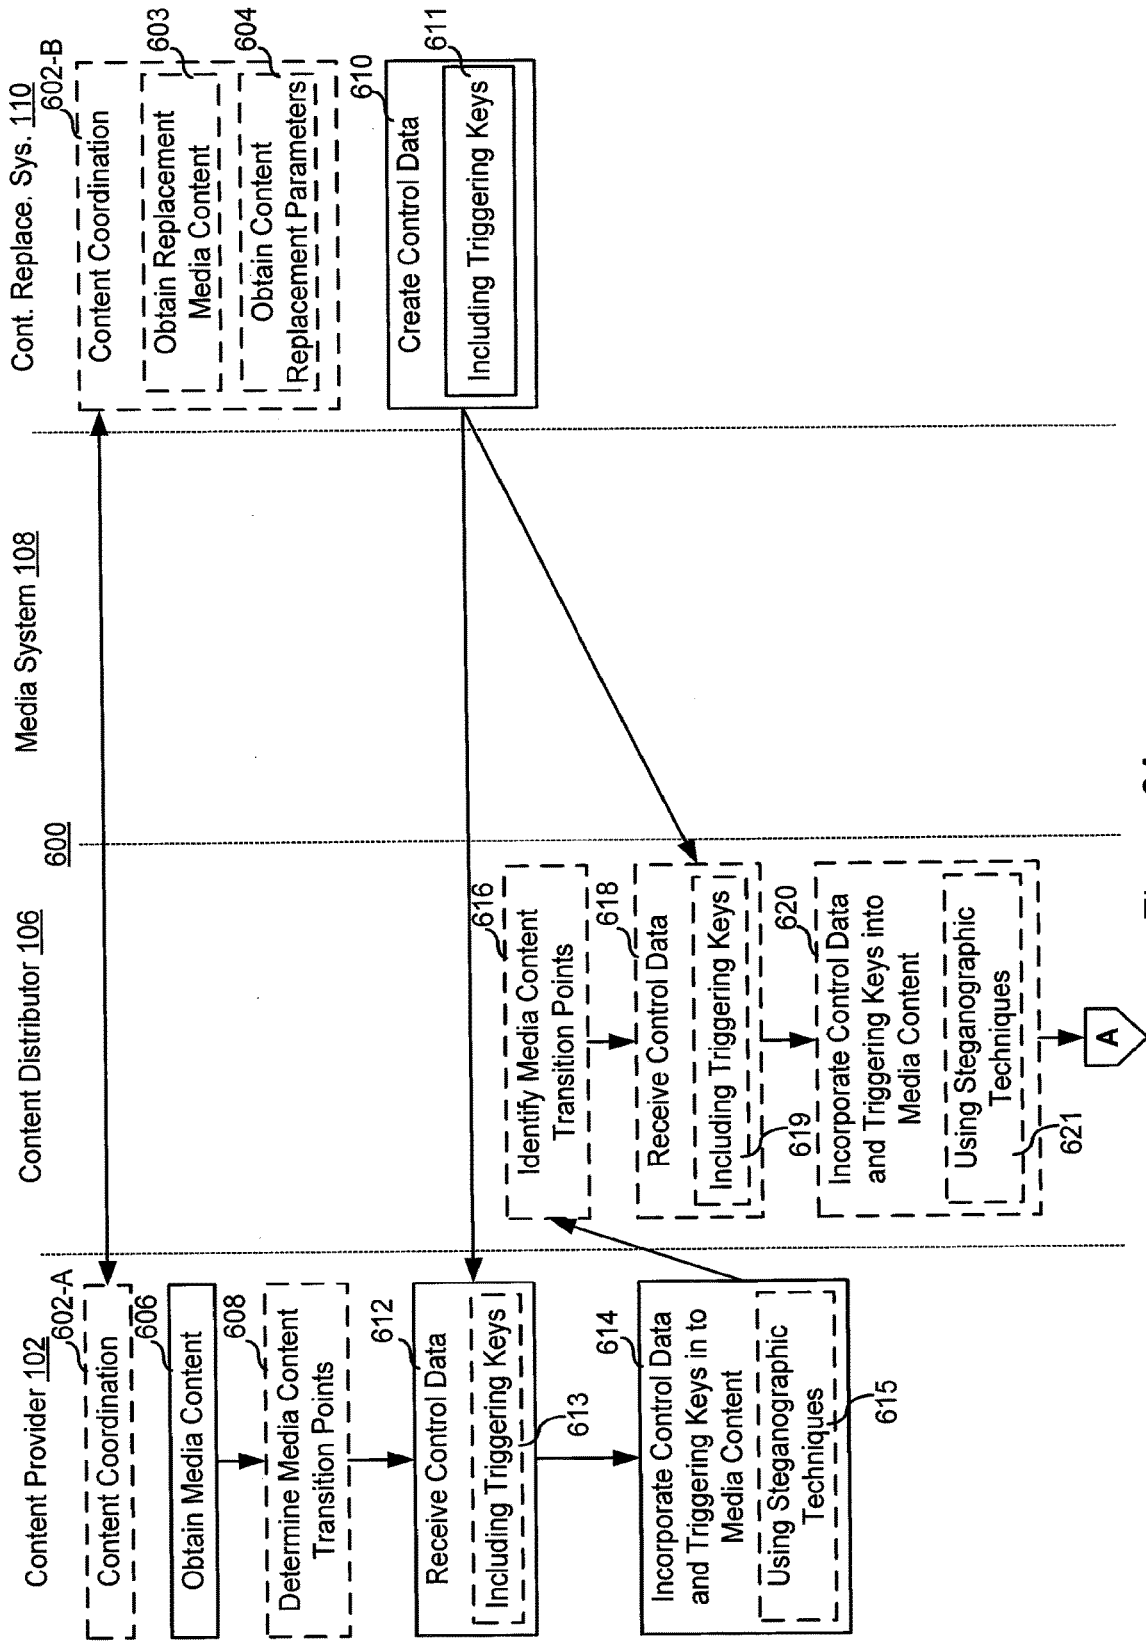 600
Content Provider 102
Content Distributor 106
Media System 108
Cont. Replace. Sys. 110
602-A
Content Coordination
606
Obtain Media Content
608
Determine Media Content
Transition Points
612
Receive Control Data
Including Triggering Keys
613
614
Incorporate Control Data
and Triggering Keys in to
Media Content
Using Steganographic
Techniques
615
616
Identify Media Content
Transition Points
618
Receive Control Data
Including Triggering Keys
619
620
Incorporate Control Data
and Triggering Keys into
Media Content
Using Steganographic
Techniques
621
A
602-B
Content Coordination
603
Obtain Replacement
Media Content
604
Obtain Content
Replacement Parameters
610
Create Control Data
611
Including Triggering Keys